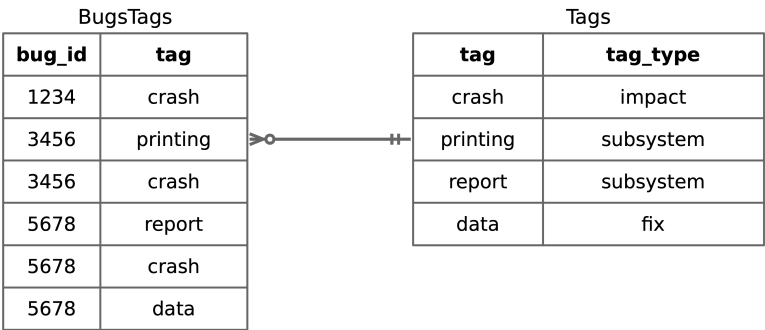 BugsTags
bug_id tag
1234 crash
3456 printing
3456 crash
5678 report
5678 crash
5678 data
Tags
tag tag_type
crash impact
printing subsystem
report subsystem
data fix